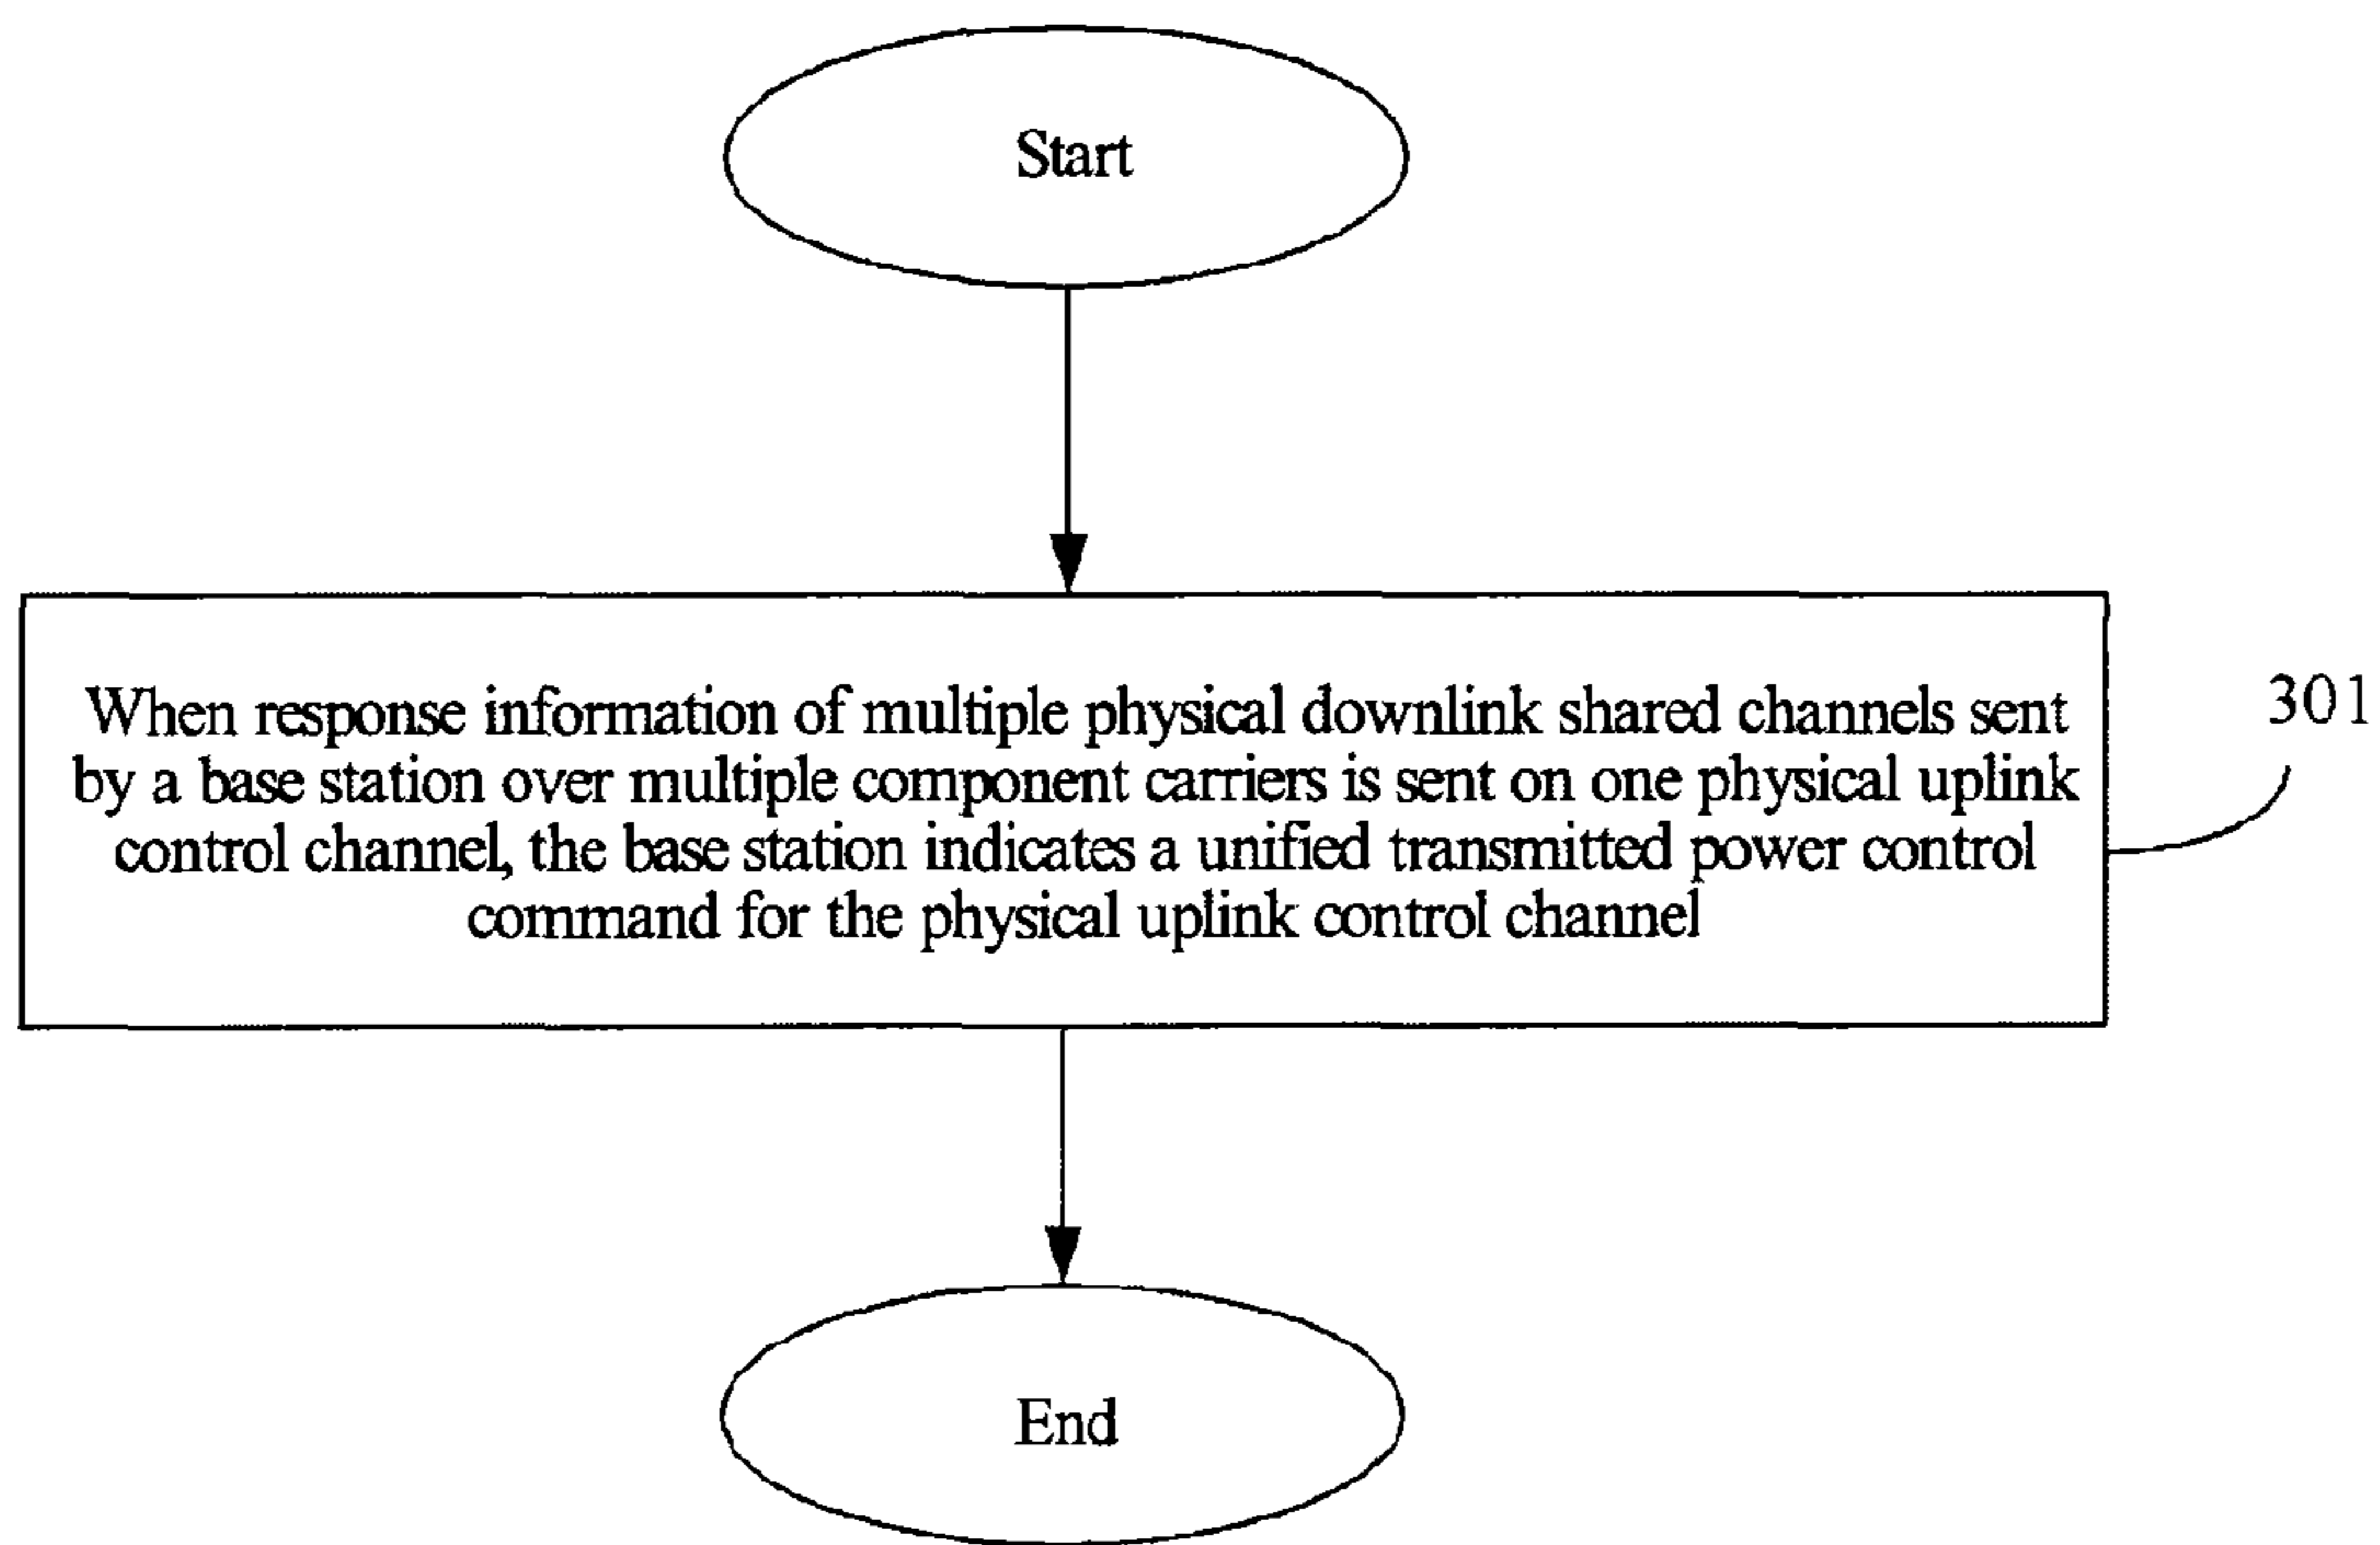 Start
When response information of multiple physical downlink shared channels sent
by a base station over multiple component carriers is sent on one physical uplink
control channel, the base station indicates a unified transmitted power control
command for the physical uplink control channel
301
End